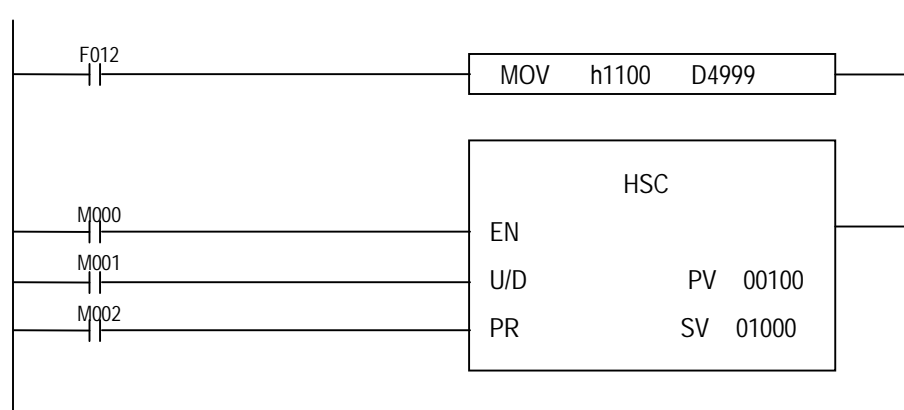 F012
MOV h1100 D4999
HSC
M000
EN
M001
U/D PV 00100
M002
PR SV 01000